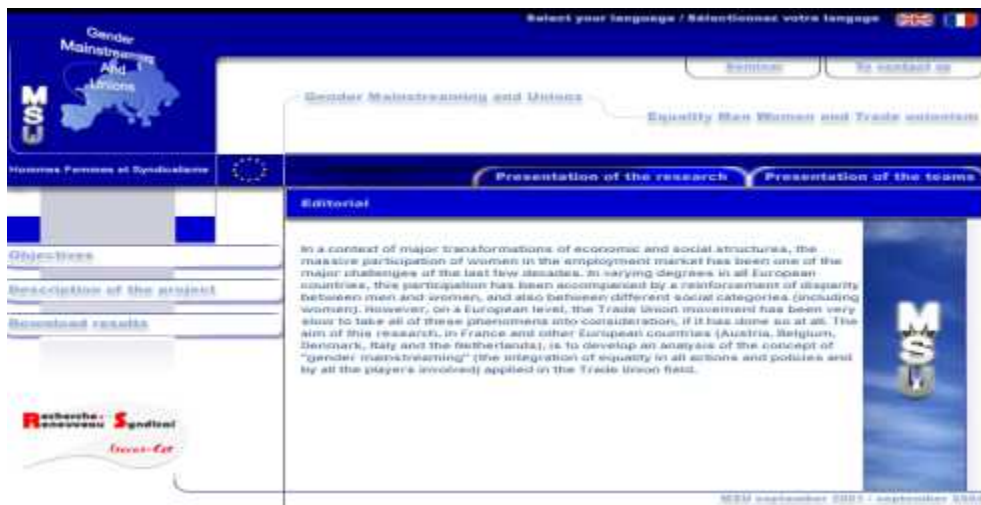 Select your language / Sélectionnez votre langage
Gender
Mainstreaming
And
Unions
MSU
Seminar
To contact us
Gender Mainstreamning and Unions
Equality Men Women and Trade unionism
Hommes Femmes et Syndicalisme
Presentation of the research
Presentation of the teams
Editorial
Objectives
Description of the project
Download results
In a context of major transformations of economic and social structures, the
massive participation of women in the employment market has been one of the
major challenges of the last few decades. In varying degrees in all European
countries, this participation has been accompanied by a reinforcement of disparity
between men and women, and also between different social categories (including
women). However, on a European level, the Trade Union movement has been very
slow to take all of these phenomena into consideration, if it has done so at all. The
aim of this research, in France and other European countries (Austria, Belgium,
Denmark, Italy and the Netherlands), is to develop an analysis of the concept of
"gender mainstreaming" (the integration of equality in all actions and policies and
by all the players involved) applied in the Trade Union field.
MSU
Recherche
Renouveau Syndical
MSU september 2001 / september